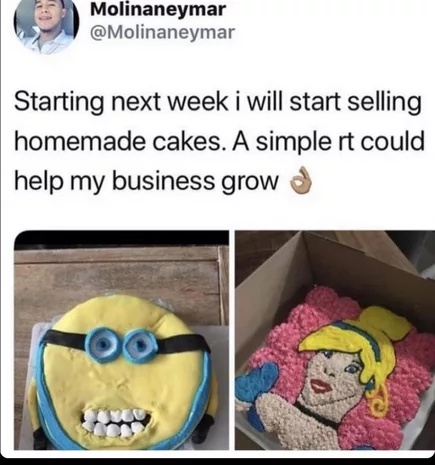 Molinaneymar
@Molinaneymar
Starting next week i will start selling
homemade cakes. A simple rt could
help my business grow 👌🏽